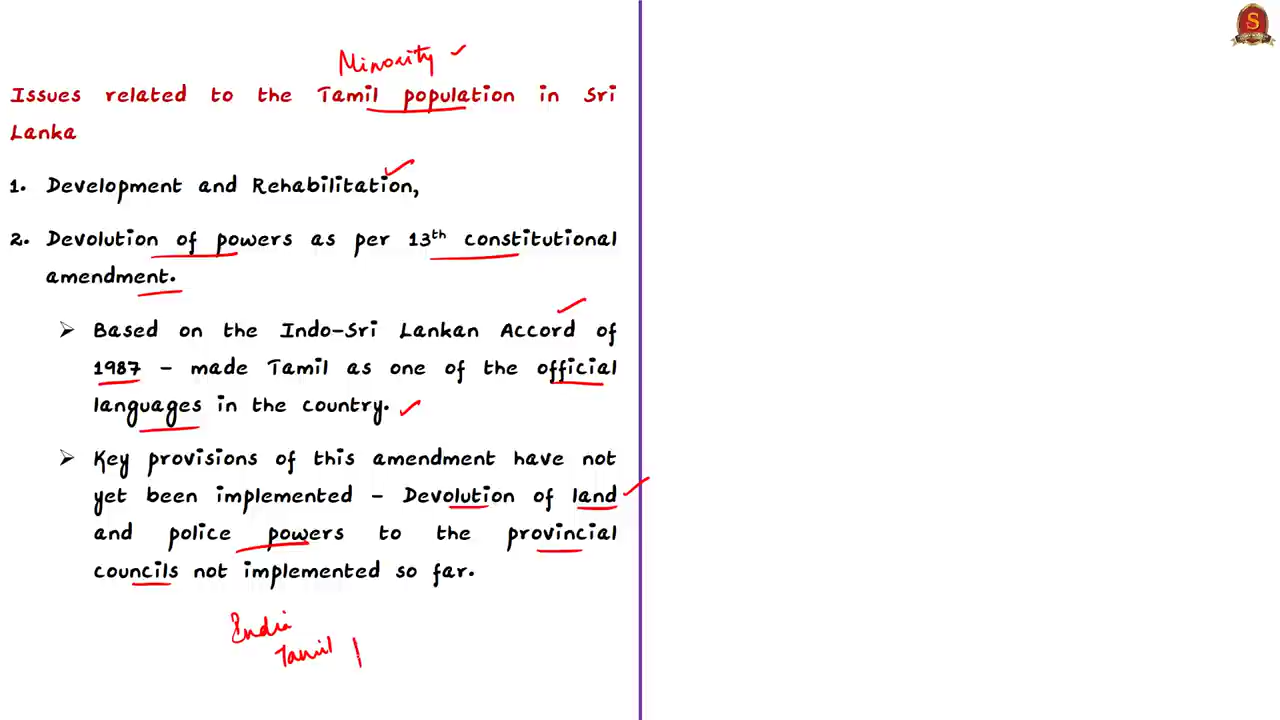 Minority
Issues related to the Tamil population in Sri
Lanka
1. Development and Rehabilitation,
2. Devolution of powers as per 13th constitutional
amendment.
➢ Based on the Indo-Sri Lankan Accord of
1987 - made Tamil as one of the official
languages in the country.
➢ Key provisions of this amendment have not
yet been implemented - Devolution of land
and police powers to the provincial
councils not implemented so far.
India
Tamil
S